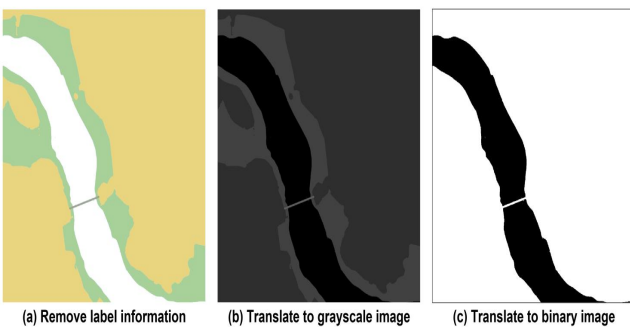 (a) Remove label information
(b) Translate to grayscale image
(c) Translate to binary image